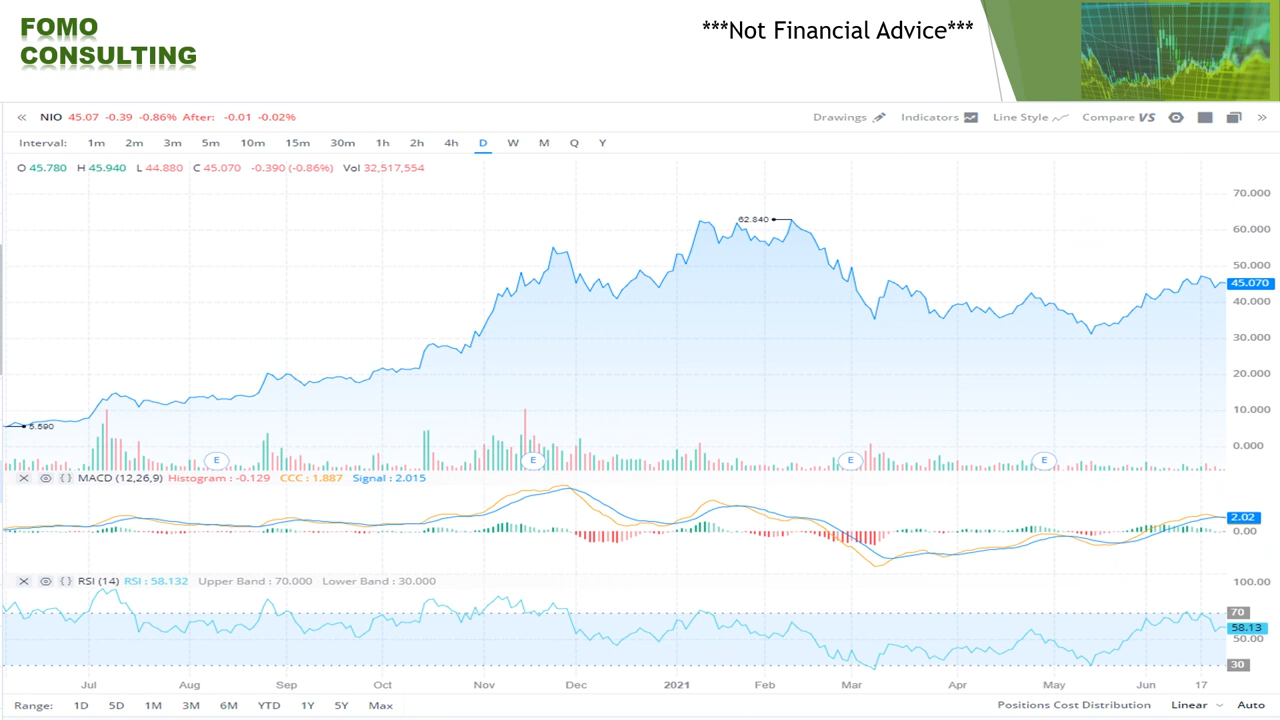 FOMO
CONSULTING
***Not Financial Advice***
NIO 45.07 -0.39 -0.86% After: -0.01 -0.02%
Drawings Indicators Line Style Compare VS
Interval: 1m 2m 3m 5m 10m 15m 30m 1h 2h 4h D W M Q Y
O 45.780 H 45.940 L 44.880 C 45.070 -0.390 (-0.86%) Vol 32,517,554
70.000
62.840
60.000
50.000
45.070
40.000
30.000
20.000
10.000
5.590
0.000
E E E E
MACD (12,26,9) Histogram : -0.129 CCC : 1.887 Signal : 2.015
2.02
0.00
RSI (14) RSI : 58.132 Upper Band : 70.000 Lower Band : 30.000
100.00
70
58.13
50.00
30
Jul Aug Sep Oct Nov Dec 2021 Feb Mar Apr May Jun 17
Range: 1D 5D 1M 3M 6M YTD 1Y 5Y Max
Positions Cost Distribution Linear Auto